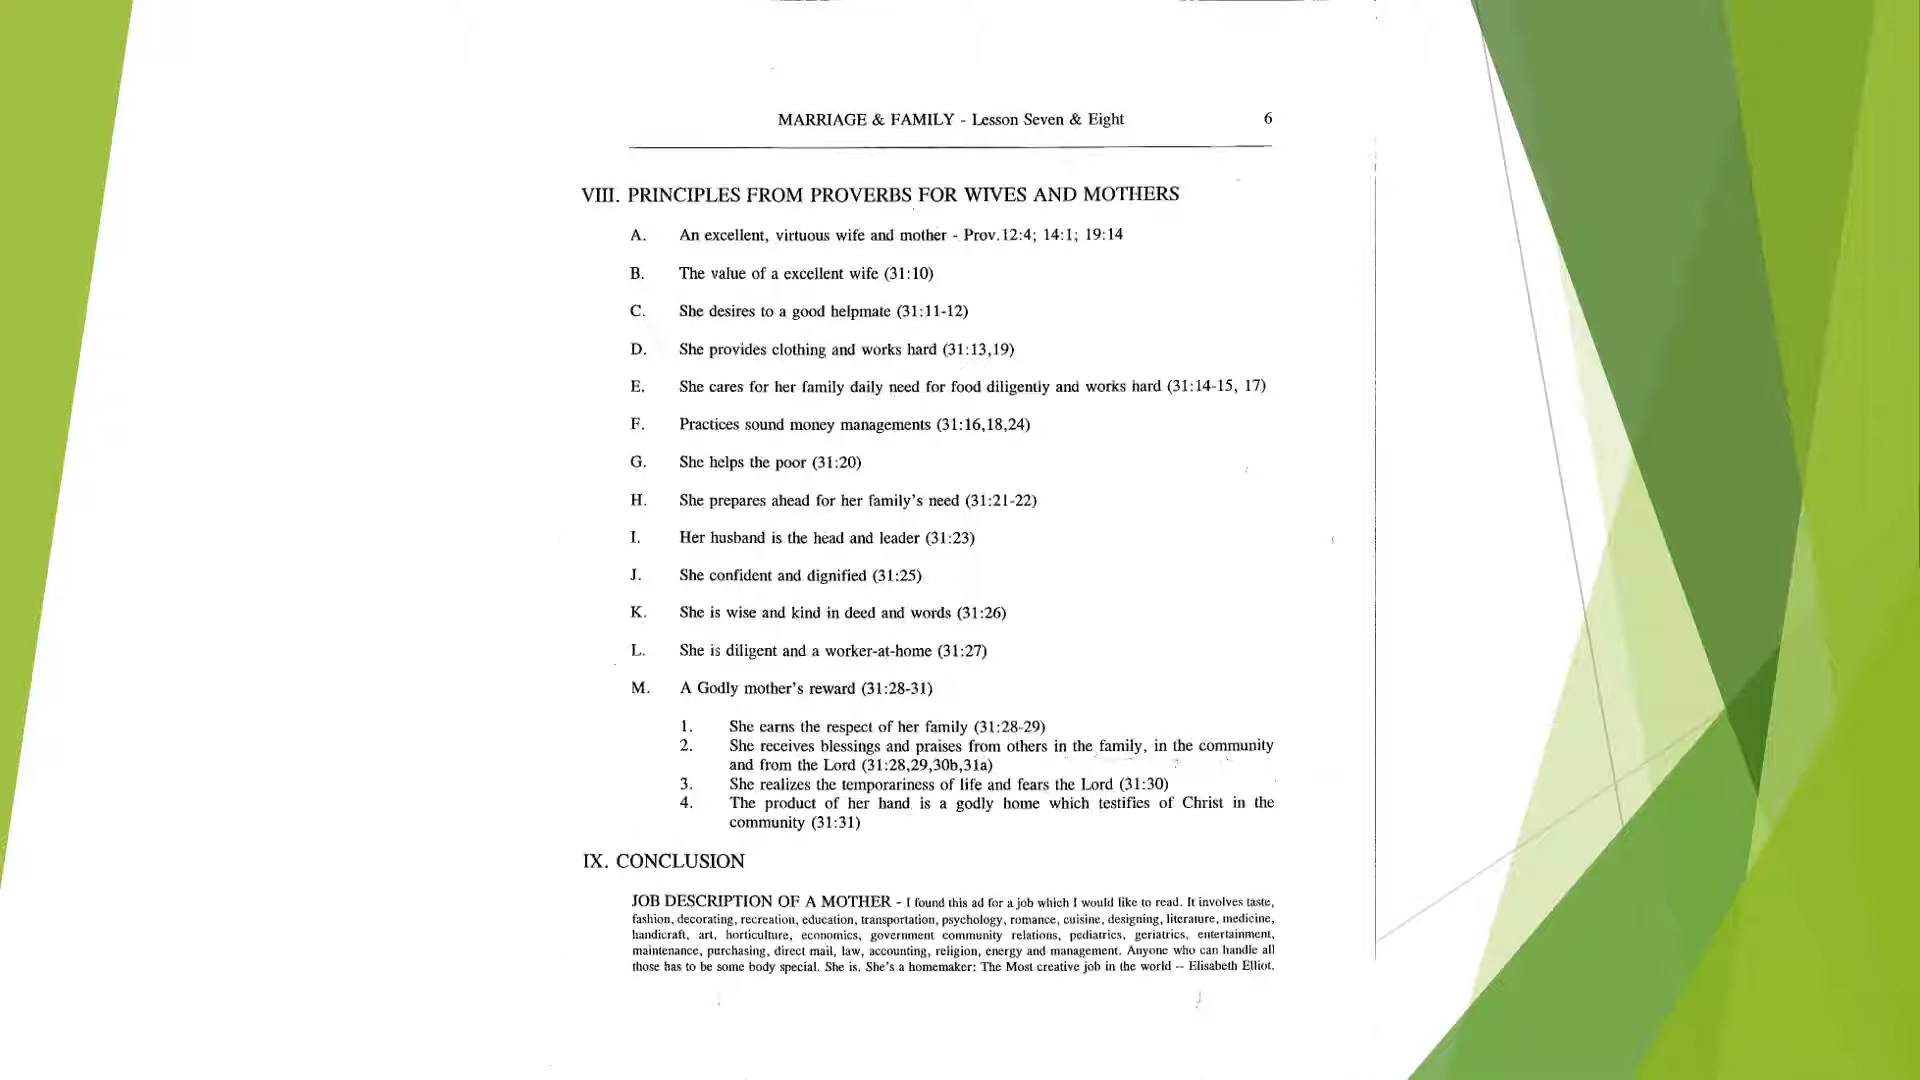 MARRIAGE & FAMILY - Lesson Seven & Eight 6
VIII. PRINCIPLES FROM PROVERBS FOR WIVES AND MOTHERS
A. An excellent, virtuous wife and mother - Prov.12:4; 14:1; 19:14
B. The value of a excellent wife (31:10)
C. She desires to a good helpmate (31:11-12)
D. She provides clothing and works hard (31:13,19)
E. She cares for her family daily need for food diligently and works hard (31:14-15, 17)
F. Practices sound money managements (31:16,18,24)
G. She helps the poor (31:20)
H. She prepares ahead for her family's need (31:21-22)
I. Her husband is the head and leader (31:23)
J. She confident and dignified (31:25)
K. She is wise and kind in deed and words (31:26)
L. She is diligent and a worker-at-home (31:27)
M. A Godly mother's reward (31:28-31)
1. She earns the respect of her family (31:28-29)
2. She receives blessings and praises from others in the family, in the community
and from the Lord (31:28,29,30b,31a)
3. She realizes the temporariness of life and fears the Lord (31:30)
4. The product of her hand is a godly home which testifies of Christ in the
community (31:31)
IX. CONCLUSION
JOB DESCRIPTION OF A MOTHER - I found this ad for a job which I would like to read. It involves taste,
fashion, decorating, recreation, education, transportation, psychology, romance, cuisine, designing, literature, medicine,
handicraft, art, horticulture, economics, government community relations, pediatrics, geriatrics, entertainment,
maintenance, purchasing, direct mail, law, accounting, religion, energy and management. Anyone who can handle all
those has to be some body special. She is. She's a homemaker: The Most creative job in the world -- Elisabeth Elliot.